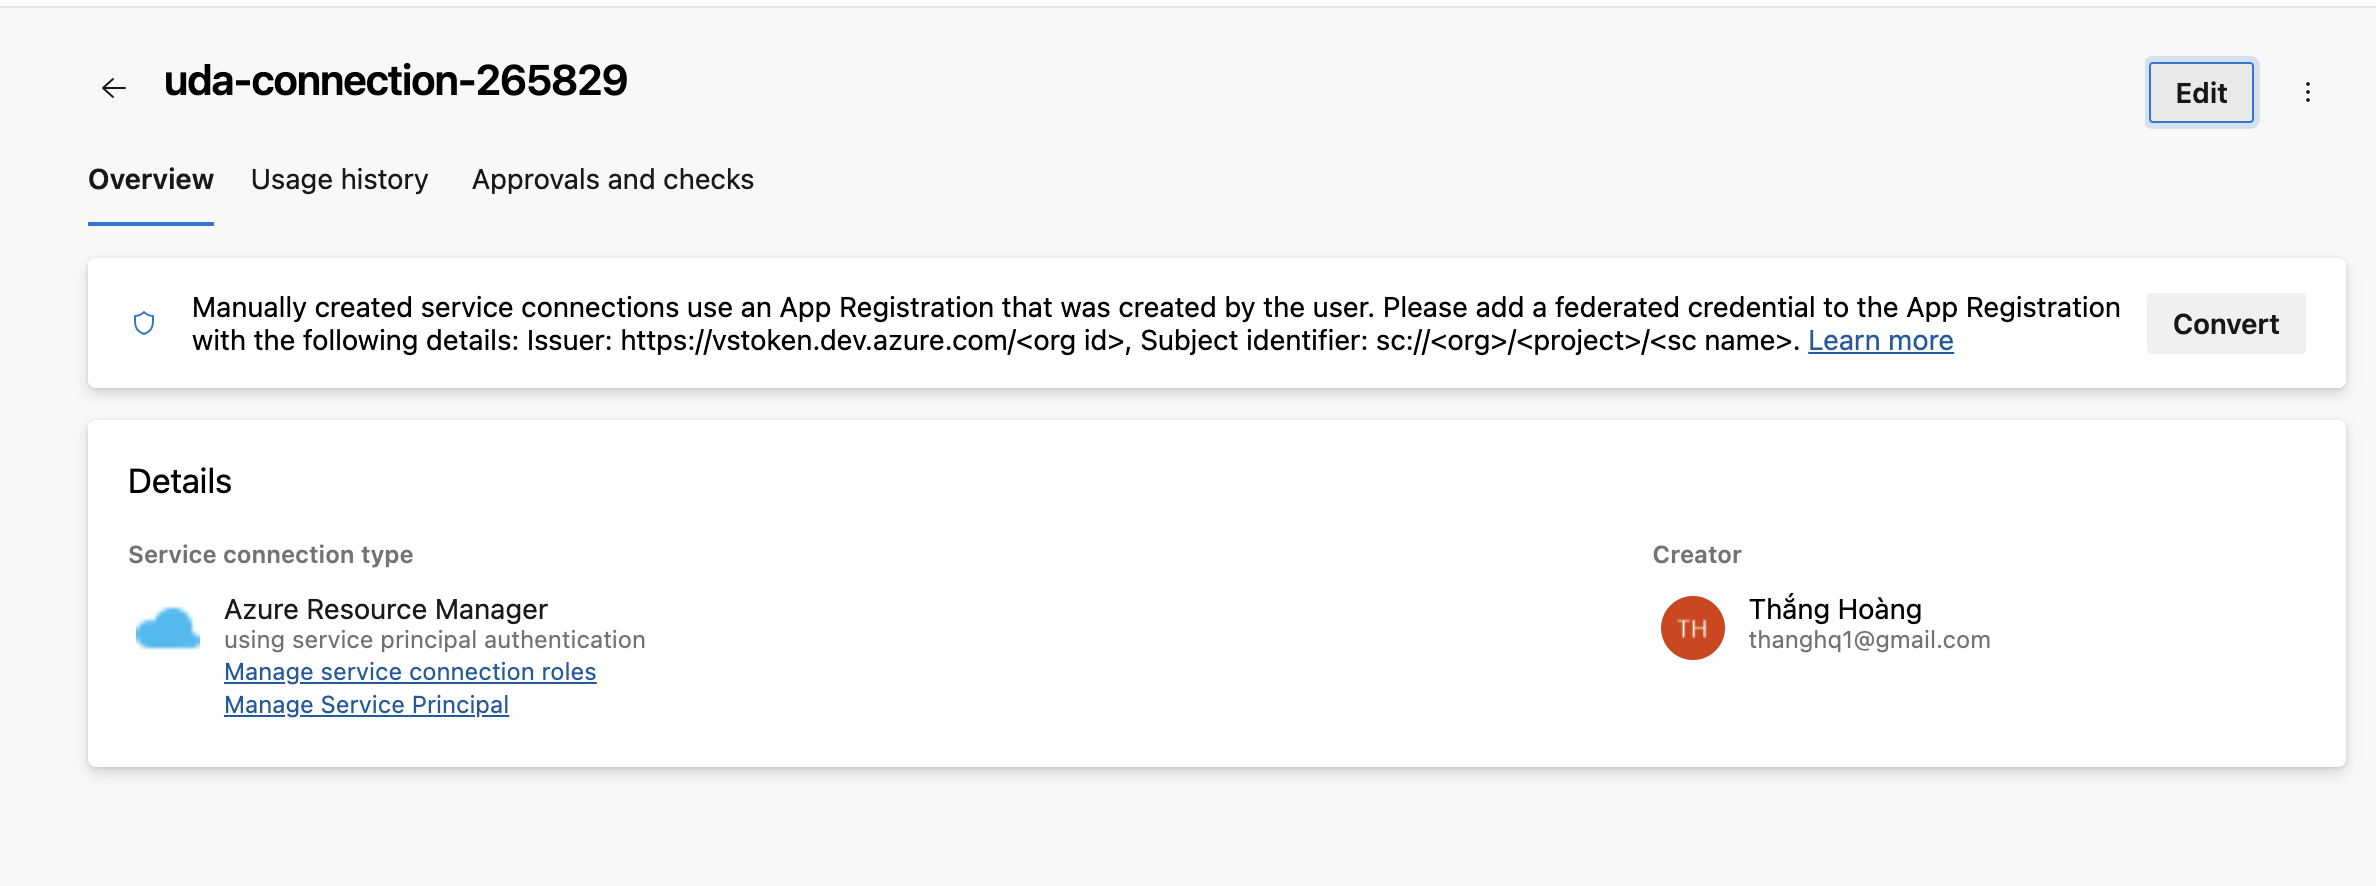 uda-connection-265829
Edit
Overview
Usage history
Approvals and checks
Manually created service connections use an App Registration that was created by the user. Please add a federated credential to the App Registration
with the following details: Issuer: https://vstoken.dev.azure.com/<org id>, Subject identifier: sc://<org>/<project>/<sc name>. Learn more
Convert
Details
Service connection type
Azure Resource Manager
using service principal authentication
Manage service connection roles
Manage Service Principal
Creator
TH
Thắng Hoàng
thanghq1@gmail.com